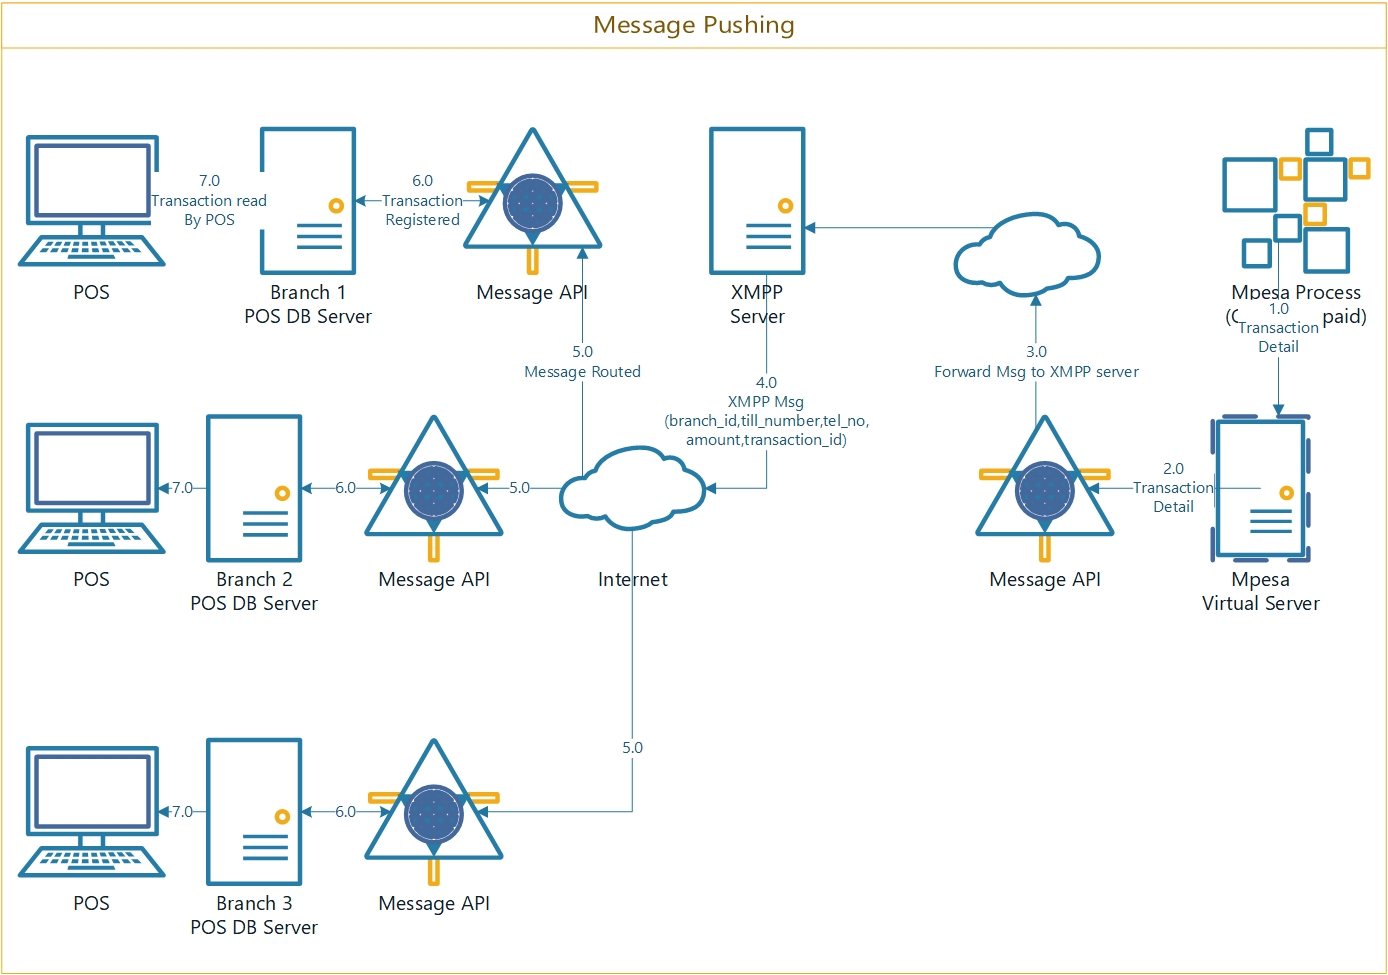 Message Pushing
7.0
Transaction read
By POS
6.0
Transaction
Registered
POS
Branch 1
POS DB Server
Message API
XMPP
Server
Mpesa Process
( paid)
1.0
Transaction
Detail
5.0
Message Routed
3.0
Forward Msg to XMPP server
4.0
XMPP Msg
(branch_id,till_number,tel_no,
amount,transaction_id)
7.0
6.0
5.0
2.0
Transaction
Detail
POS
Branch 2
POS DB Server
Message API
Internet
Message API
Mpesa
Virtual Server
5.0
7.0
6.0
POS
Branch 3
POS DB Server
Message API